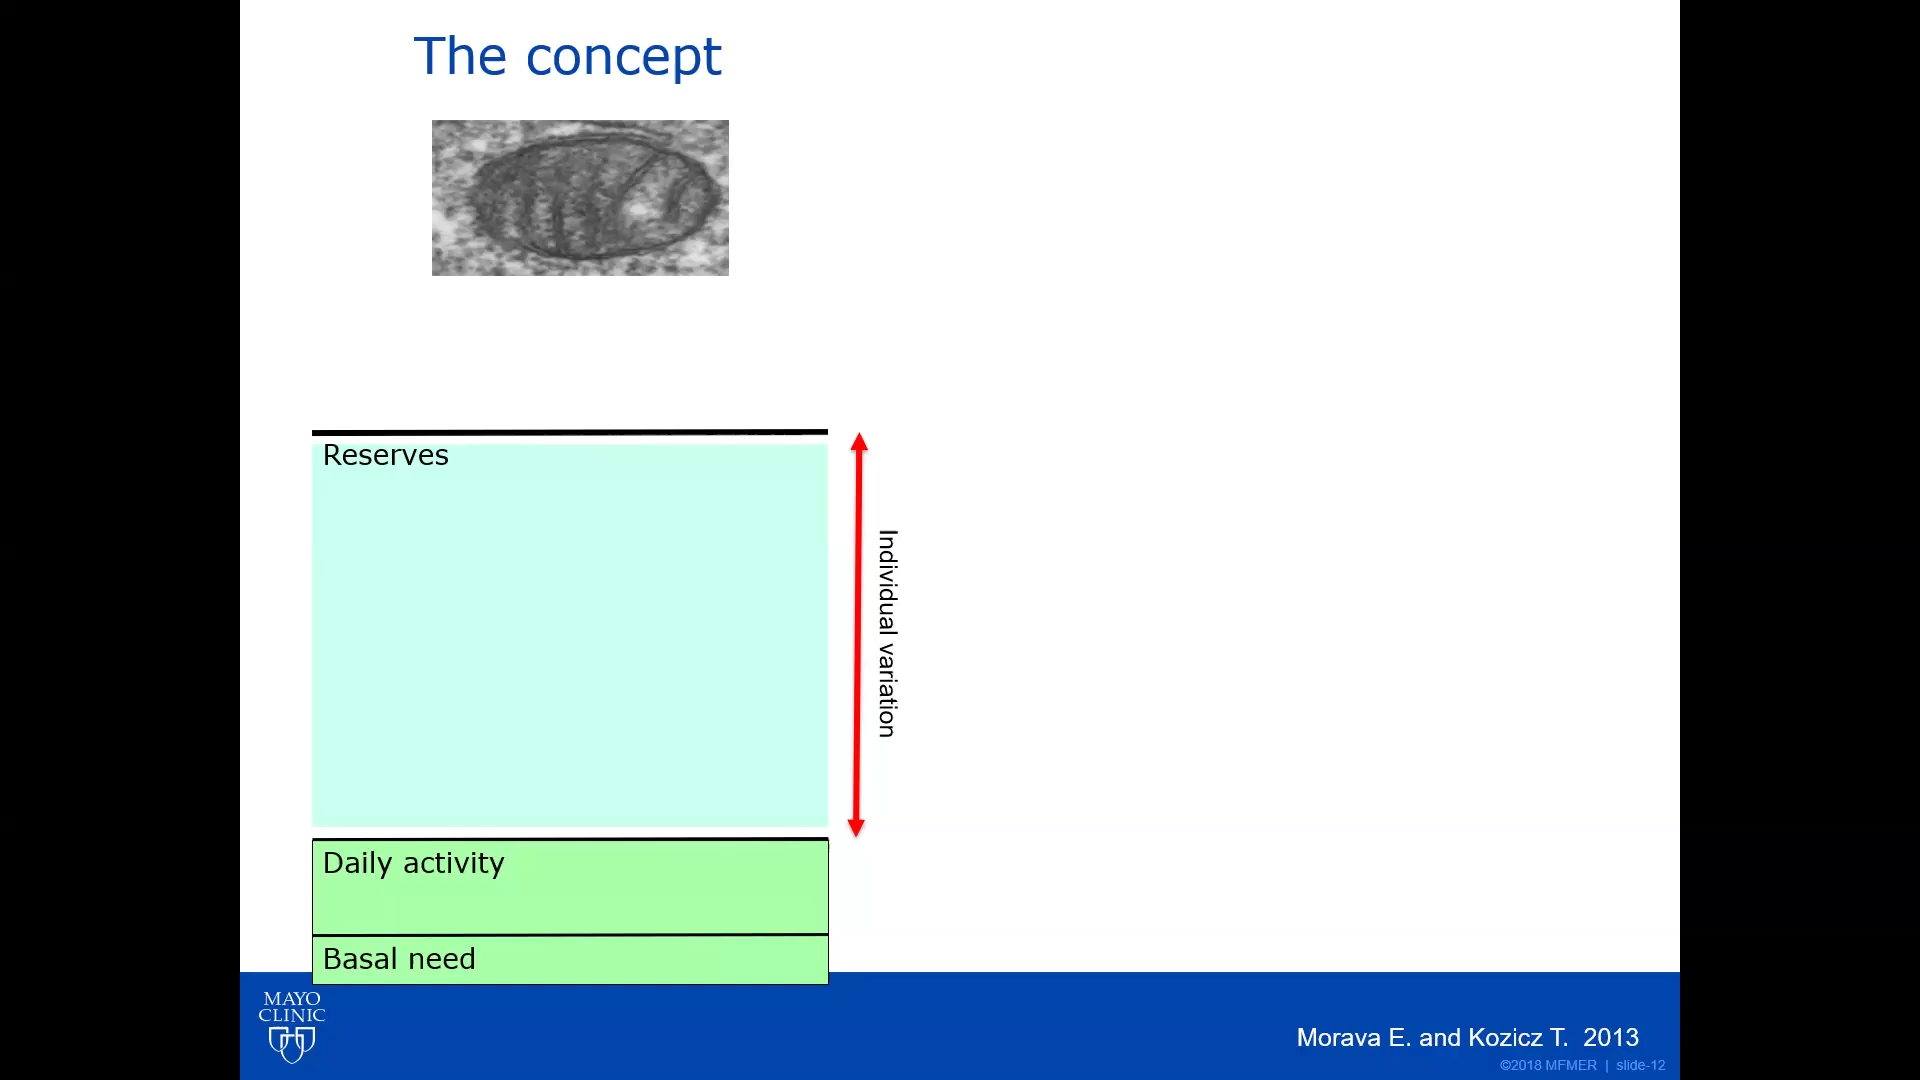 The concept
Reserves
Individual variation
Daily activity
Basal need
MAYO
CLINIC
Morava E. and Kozicz T. 2013
©2018 MFMER | slide-12